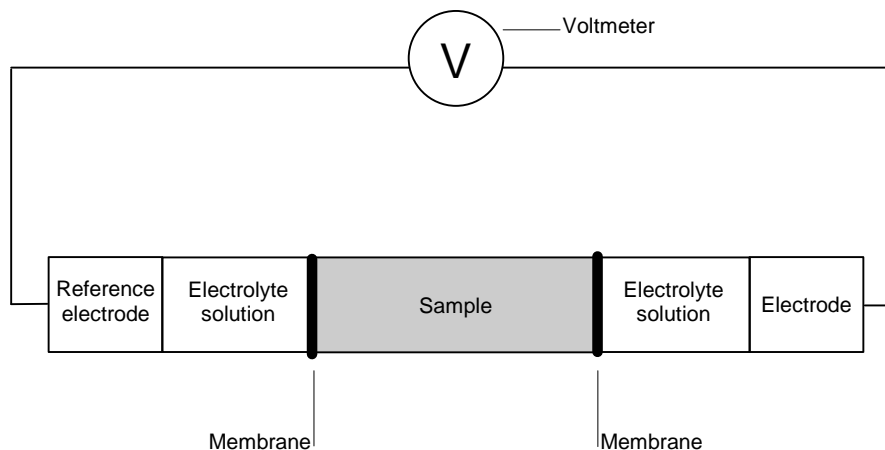 Voltmeter
V
Reference
electrode
Electrolyte
solution
Sample
Electrolyte
solution
Electrode
Membrane
Membrane